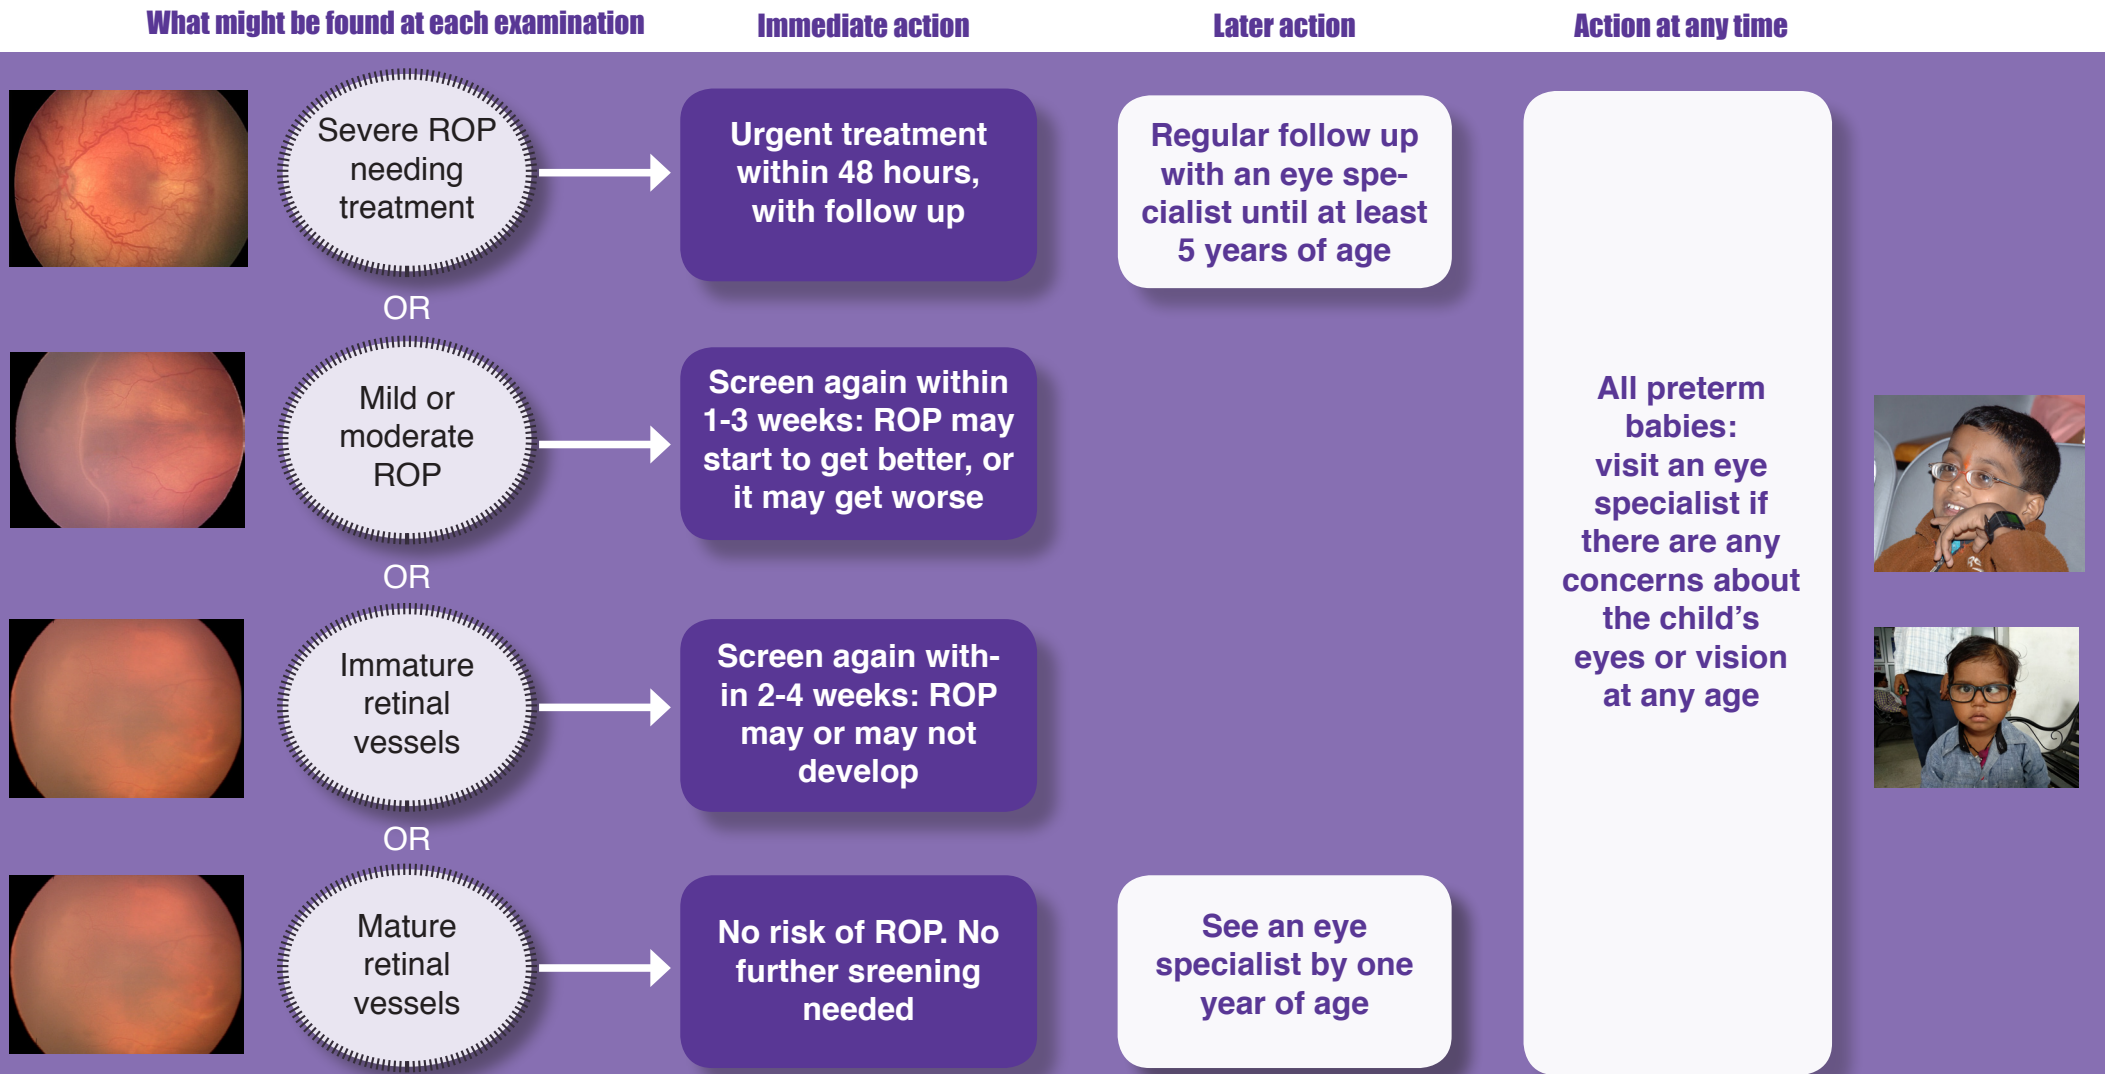 What might be found at each examination
Immediate action
Later action
Action at any time
Severe ROP
needing
treatment
Urgent treatment
within 48 hours,
with follow up
Regular follow up
with an eye spe-
cialist until at least
5 years of age
OR
Mild or
moderate
ROP
Screen again within
1-3 weeks: ROP may
start to get better, or
it may get worse
OR
Immature
retinal
vessels
Screen again with-
in 2-4 weeks: ROP
may or may not
develop
OR
Mature
retinal
vessels
No risk of ROP. No
further sreening
needed
See an eye
specialist by one
year of age
All preterm
babies:
visit an eye
specialist if
there are any
concerns about
the child’s
eyes or vision
at any age